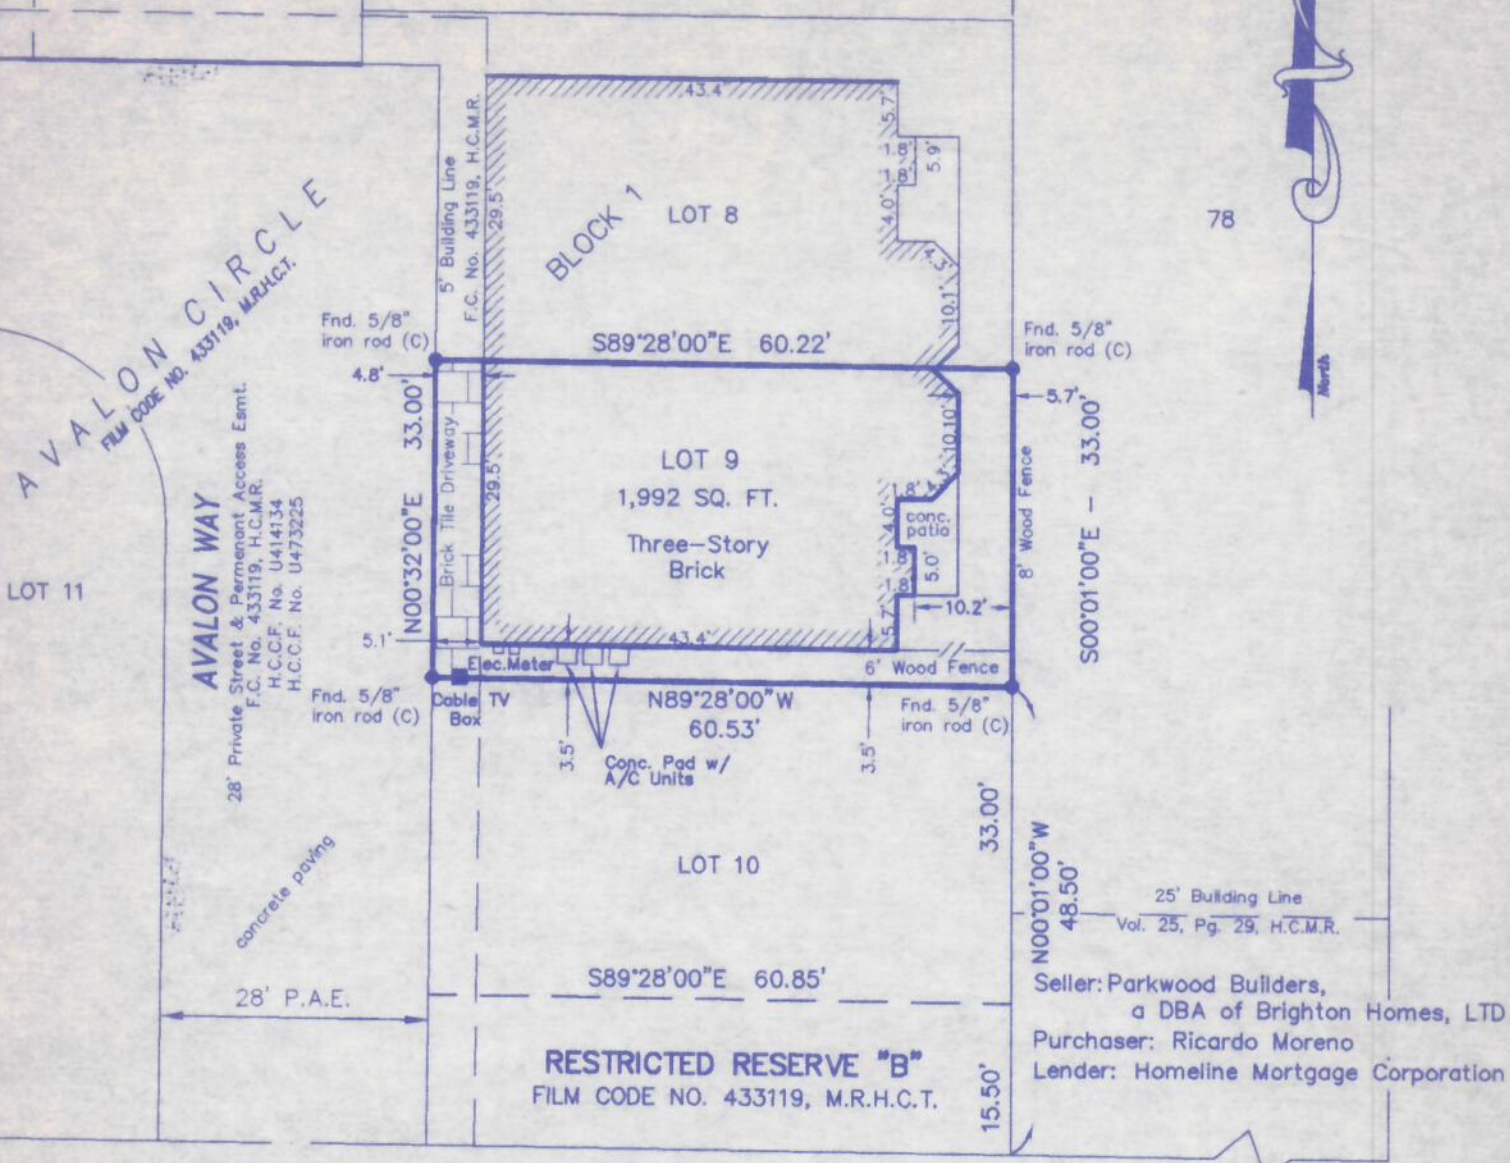 43.4'
5.7'
1.8'
1.8'
5.9'
4.0'
4.3'
10.1'
29.5'
5' Building Line
F.C. No. 433119, H.C.M.R.
BLOCK 1
LOT 8
78
North
AVALON CIRCLE
FILM CODE NO. 433119, M.R.H.C.T.
Fnd. 5/8"
iron rod (C)
S89°28'00"E 60.22'
Fnd. 5/8"
iron rod (C)
4.8'
5.7'
N00°32'00"E 33.00'
Brick Tile Driveway
29.5'
LOT 9
1,992 SQ. FT.
Three-Story
Brick
10.10'
1.8'
4.0'
conc.
patio
1.8'
1.8'
5.0'
10.2'
5.7'
8' Wood Fence
S00°01'00"E - 33.00'
LOT 11
AVALON WAY
28' Private Street & Permenant Access Esmt.
F.C. No. 433119, H.C.M.R.
H.C.C.F. No. U414134
H.C.C.F. No. U473225
5.1'
43.4'
Elec.Meter
6' Wood Fence
Fnd. 5/8"
iron rod (C)
Cable TV
Box
N89°28'00"W
60.53'
Fnd. 5/8"
iron rod (C)
3.5'
3.5'
Conc. Pad w/
A/C Units
concrete paving
LOT 10
33.00'
N00°01'00"W
48.50'
25' Building Line
Vol. 25, Pg. 29, H.C.M.R.
S89°28'00"E 60.85'
28' P.A.E.
Seller: Parkwood Builders,
a DBA of Brighton Homes, LTD
Purchaser: Ricardo Moreno
Lender: Homeline Mortgage Corporation
RESTRICTED RESERVE "B"
FILM CODE NO. 433119, M.R.H.C.T.
15.50'